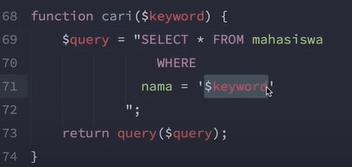 68 function cari($keyword) {
69 $query = "SELECT * FROM mahasiswa
70 WHERE
71 nama = '$keyword'
72 ";
73 return query($query);
74 }